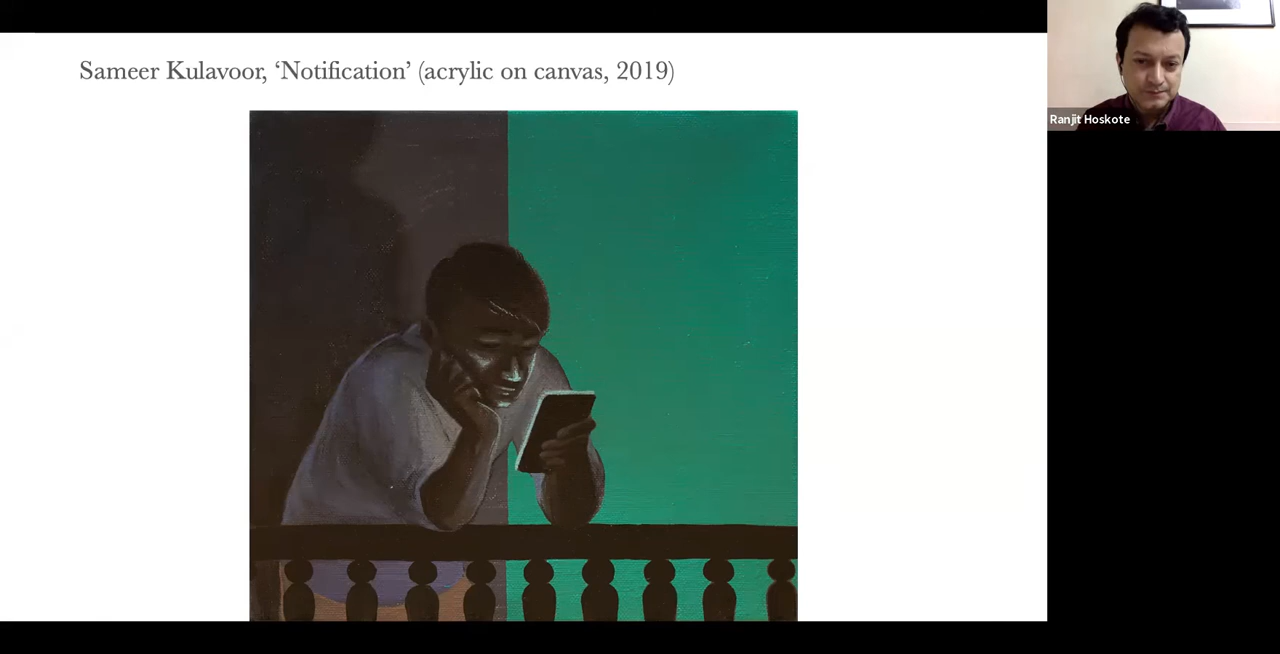 Sameer Kulavoor, ‘Notification’ (acrylic on canvas, 2019)
Ranjit Hoskote